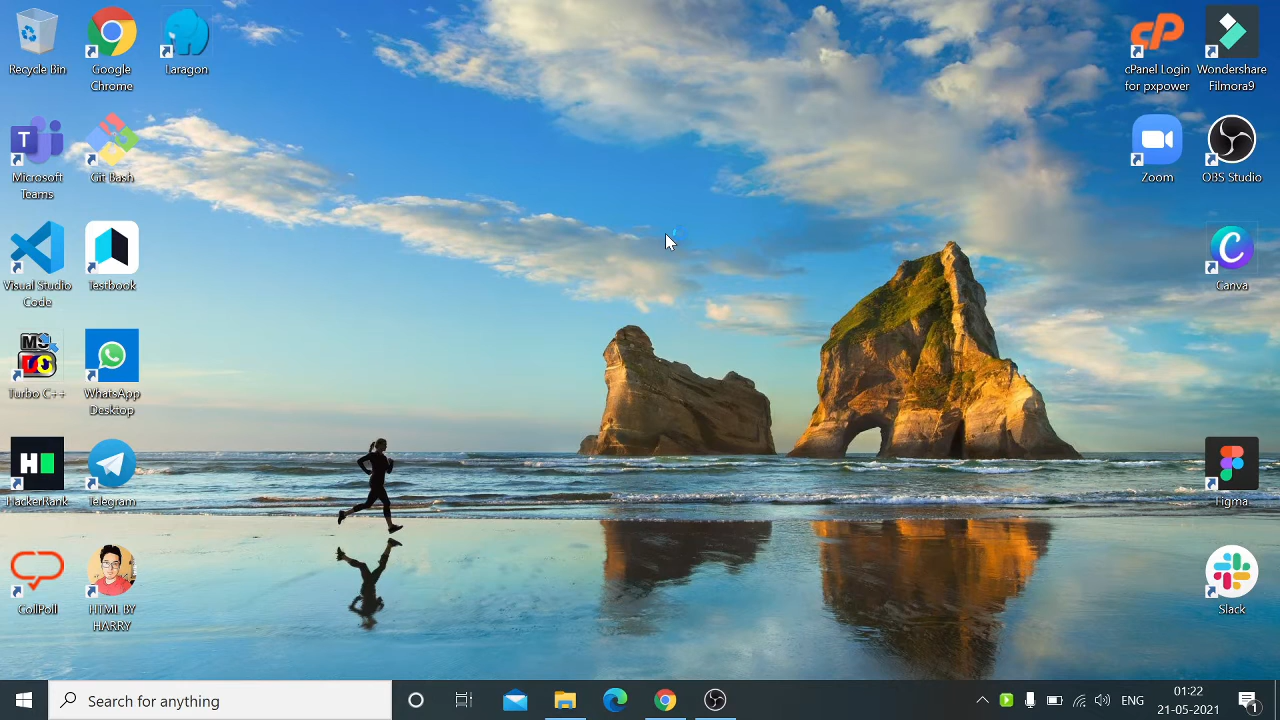 Recycle Bin
Google
Chrome
Laragon
cPanel Login
for pxpower
Wondershare
Filmora9
Microsoft
Teams
Git Bash
Zoom
OBS Studio
Visual Studio
Code
Testbook
Canva
Turbo C++
WhatsApp
Desktop
HackerRank
Telegram
Figma
CollPoll
HTML BY
HARRY
Slack
Search for anything
ENG
01:22
21-05-2021
1